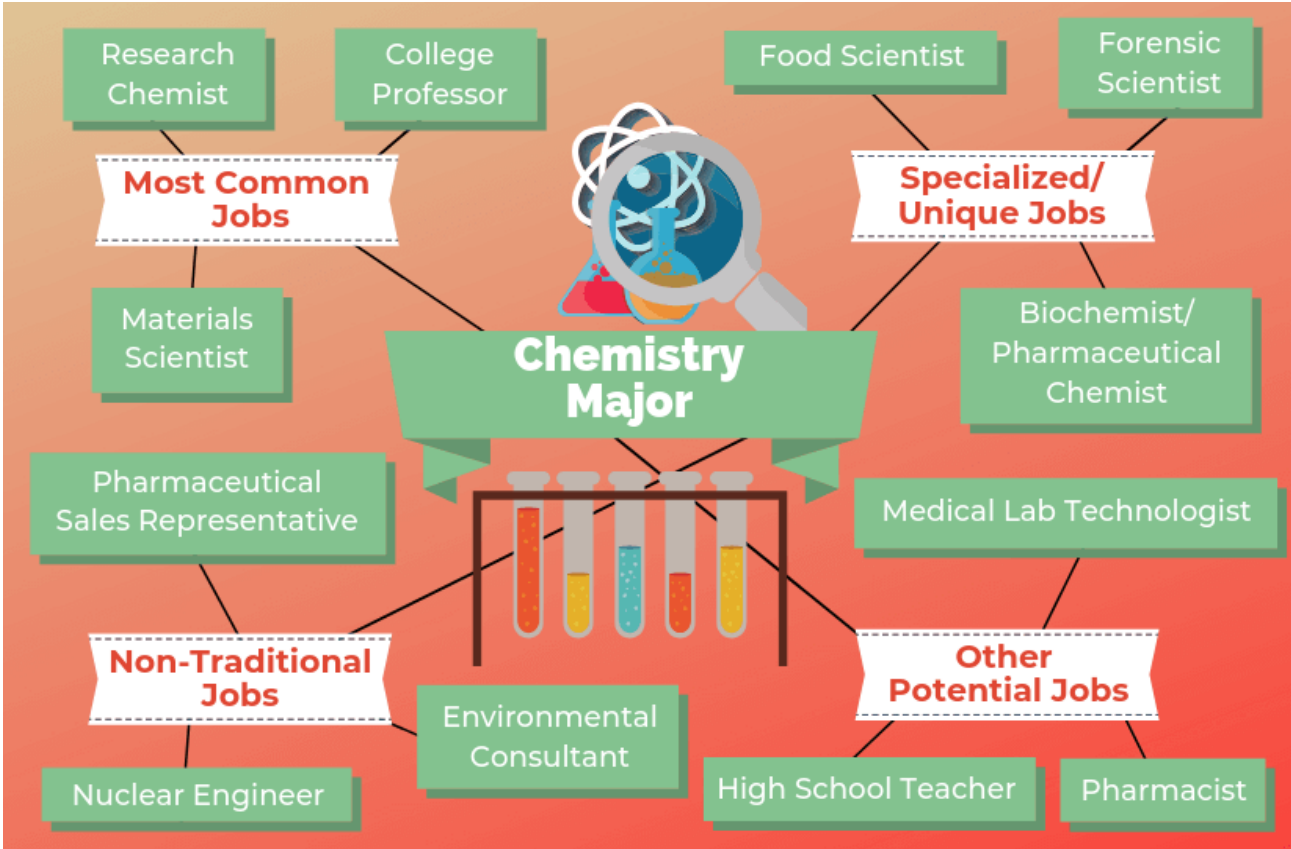 Research
Chemist
College
Professor
Most Common
Jobs
Materials
Scientist
Food Scientist
Forensic
Scientist
Specialized/
Unique Jobs
Biochemist/
Pharmaceutical
Chemist
Chemistry
Major
Pharmaceutical
Sales Representative
Non-Traditional
Jobs
Nuclear Engineer
Environmental
Consultant
Medical Lab Technologist
Other
Potential Jobs
High School Teacher
Pharmacist